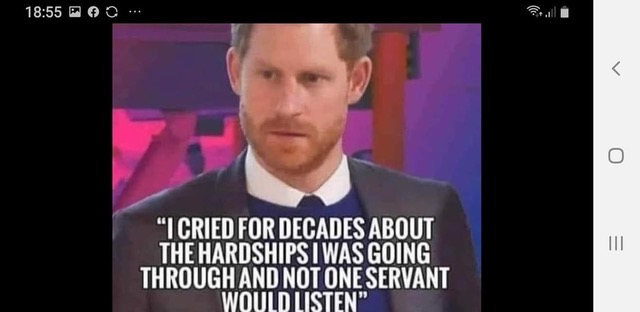 18:55
"I CRIED FOR DECADES ABOUT
THE HARDSHIPS I WAS GOING
THROUGH AND NOT ONE SERVANT
WOULD LISTEN"